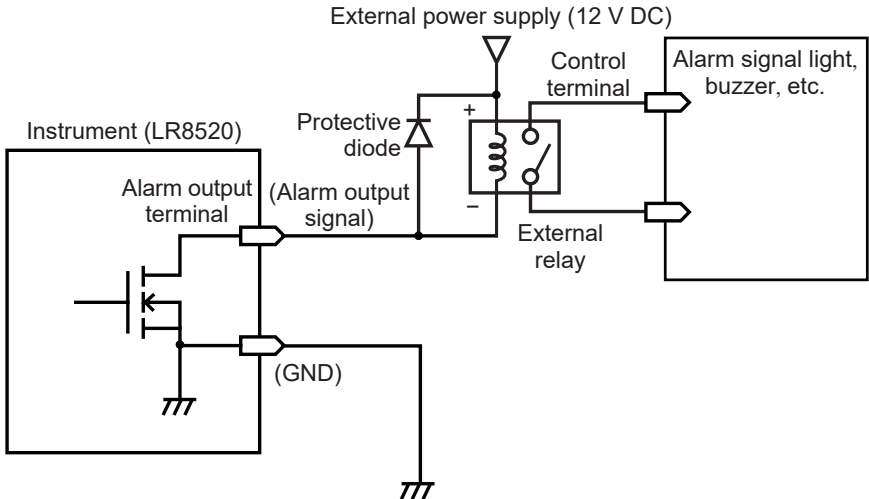 External power supply (12 V DC)
Control
terminal
Alarm signal light,
buzzer, etc.
+
Protective
diode
Instrument (LR8520)
Alarm output
terminal
(Alarm output
signal)
−
External
relay
(GND)